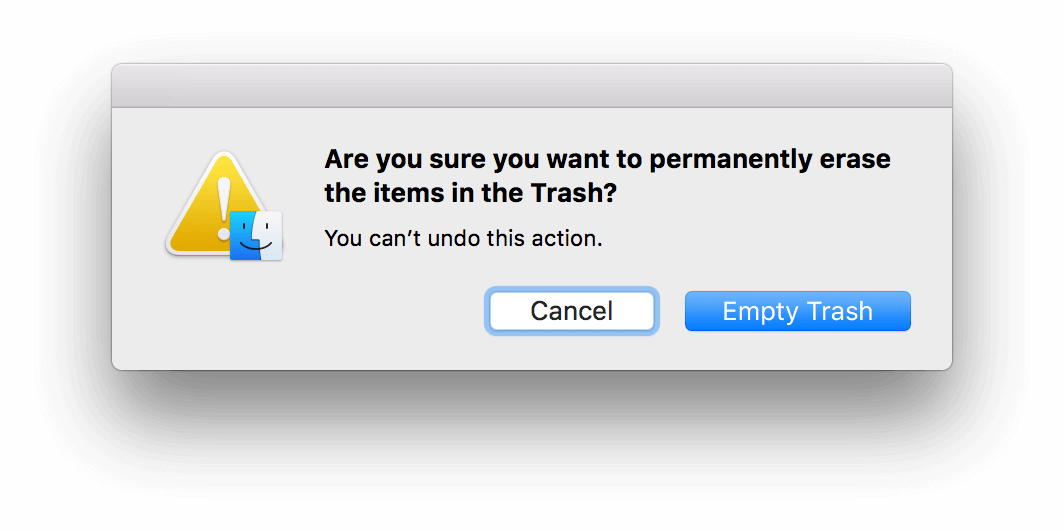 Are you sure you want to permanently erase
the items in the Trash?
You can’t undo this action.
Cancel
Empty Trash